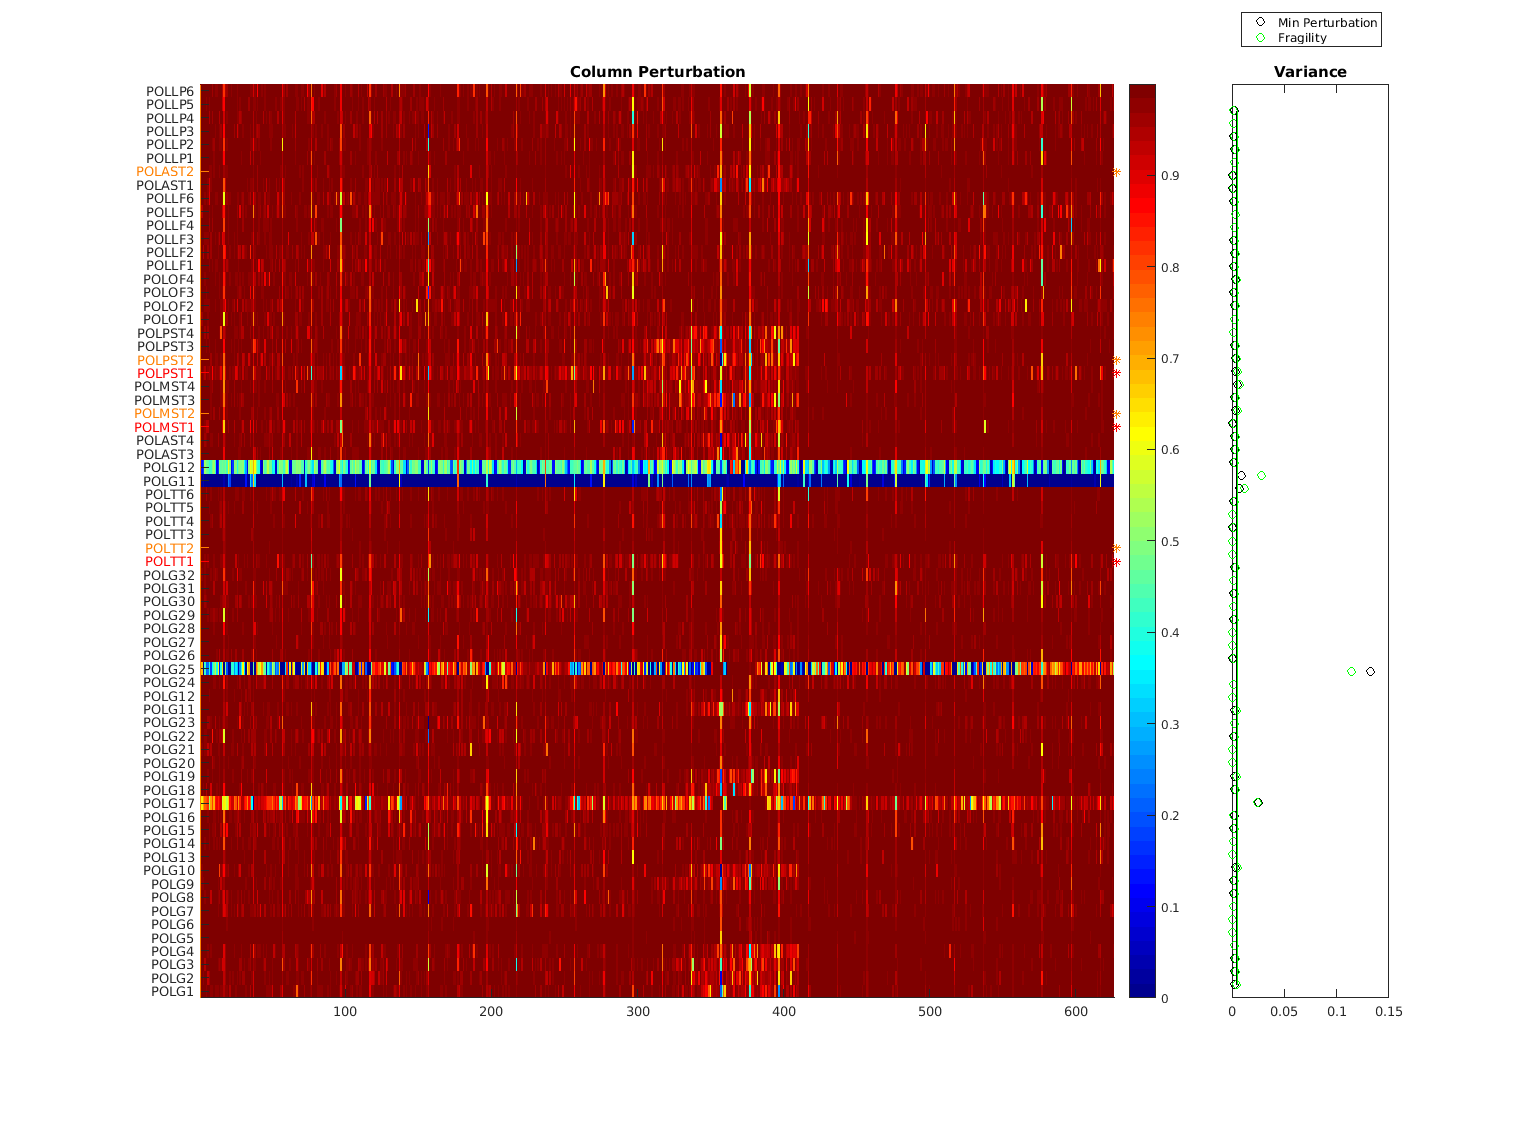 Min Perturbation
Fragility
Column Perturbation
Variance
POLLP6
POLLP5
POLLP4
POLLP3
POLLP2
POLLP1
POLAST2
POLAST1
POLLF6
POLLF5
POLLF4
POLLF3
POLLF2
POLLF1
POLOF4
POLOF3
POLOF2
POLOF1
POLPST4
POLPST3
POLPST2
POLPST1
POLMST4
POLMST3
POLMST2
POLMST1
POLAST4
POLAST3
POLG12
POLG11
POLTT6
POLTT5
POLTT4
POLTT3
POLTT2
POLTT1
POLG32
POLG31
POLG30
POLG29
POLG28
POLG27
POLG26
POLG25
POLG24
POLG12
POLG11
POLG23
POLG22
POLG21
POLG20
POLG19
POLG18
POLG17
POLG16
POLG15
POLG14
POLG13
POLG10
POLG9
POLG8
POLG7
POLG6
POLG5
POLG4
POLG3
POLG2
POLG1
100 200 300 400 500 600
0.9
0.8
0.7
0.6
0.5
0.4
0.3
0.2
0.1
0
0 0.05 0.1 0.15